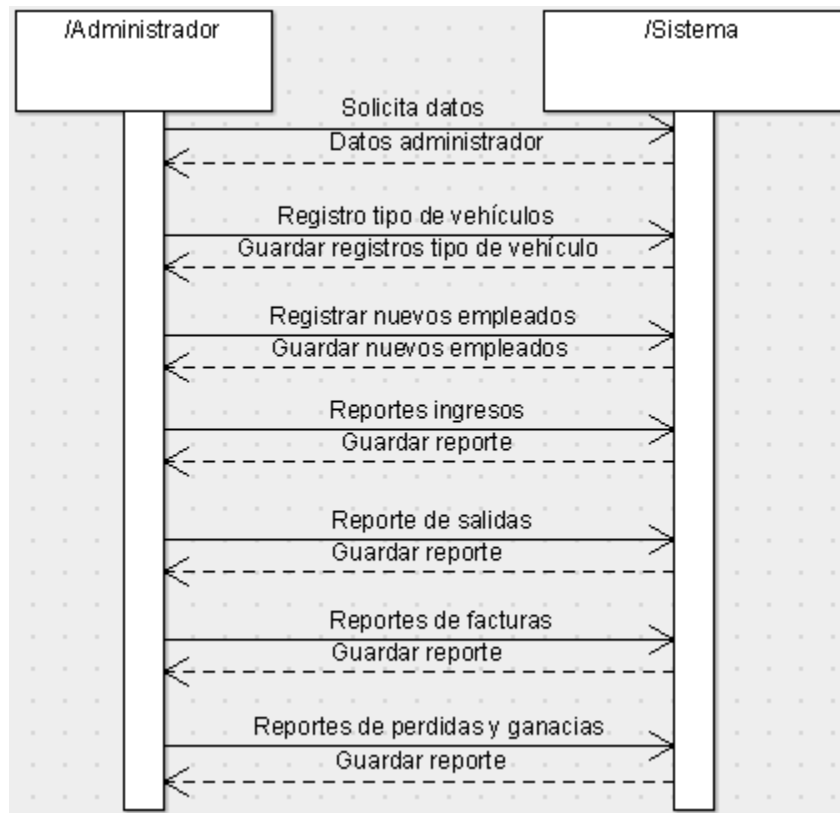 /Administrador
/Sistema
Solicita datos
Datos administrador
Registro tipo de vehículos
Guardar registros tipo de vehículo
Registrar nuevos empleados
Guardar nuevos empleados
Reportes ingresos
Guardar reporte
Reporte de salidas
Guardar reporte
Reportes de facturas
Guardar reporte
Reportes de perdidas y ganacias
Guardar reporte